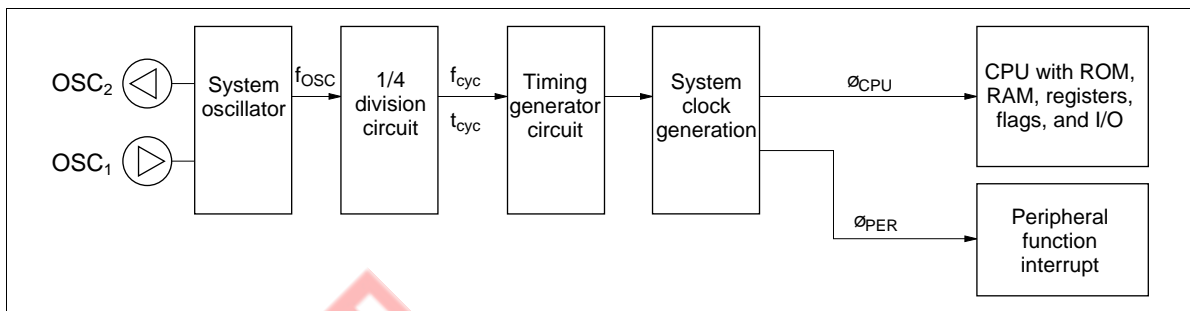 OSC₂
OSC₁
System
oscillator
fOSC
1/4
division
circuit
fcyc
tcyc
Timing
generator
circuit
System
clock
generation
øCPU
øPER
CPU with ROM,
RAM, registers,
flags, and I/O
Peripheral
function
interrupt